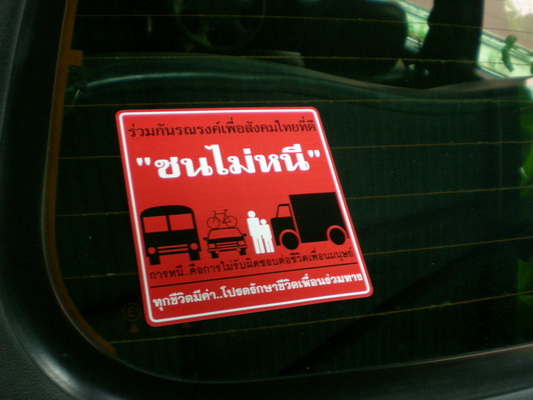 ร่วมกันรณรงค์เพื่อสังคมไทยที่ดี
"ชนไม่หนี"
การหนี..คือการไม่รับผิดชอบต่อชีวิตเพื่อนมนุษย์
ทุกชีวิตมีค่า..โปรดรักษาชีวิตเพื่อนร่วมทาง